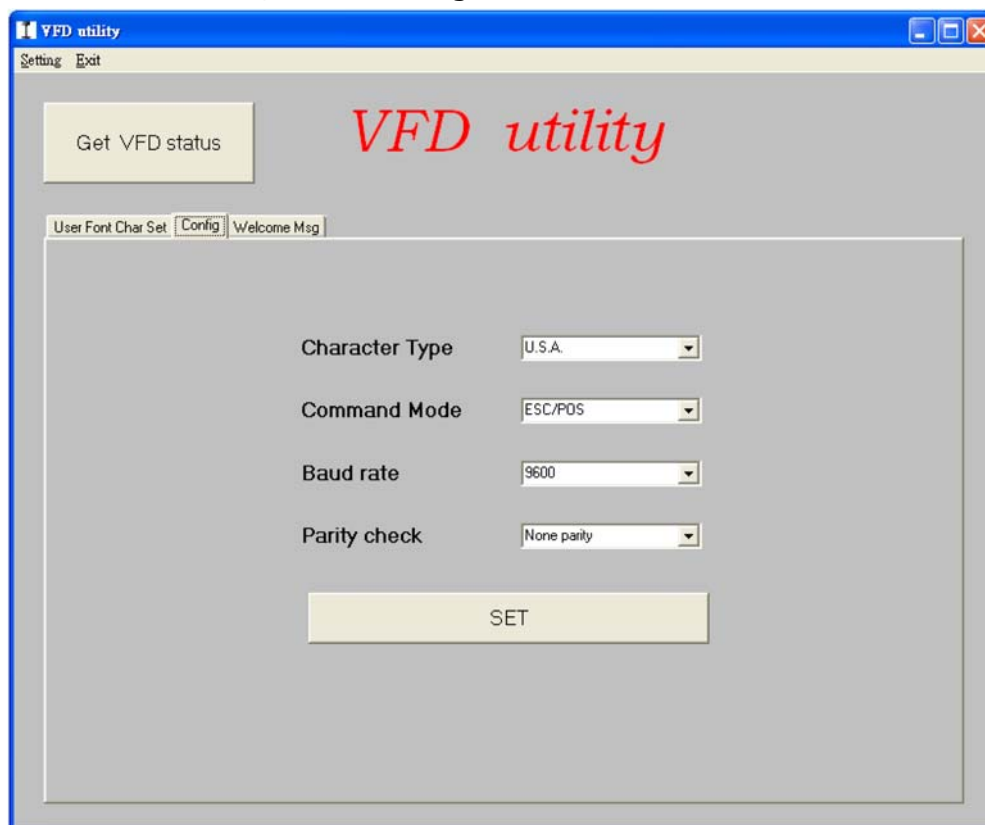 VFD utility
Setting Exit
Get VFD status
VFD utility
User Font Char Set Config Welcome Msg
Character Type U.S.A.
Command Mode ESC/POS
Baud rate 9600
Parity check None parity
SET